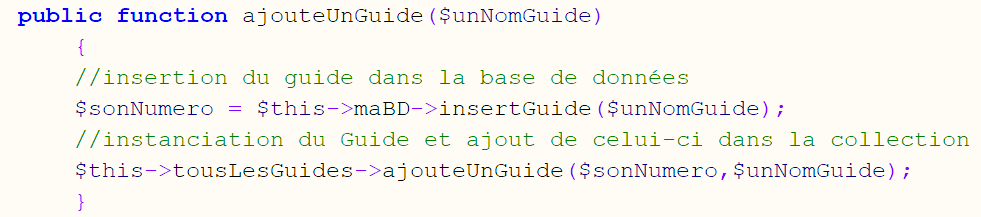 public function ajouteUnGuide($unNomGuide)
{
//insertion du guide dans la base de données
$sonNumero = $this->maBD->insertGuide($unNomGuide);
//instanciation du Guide et ajout de celui-ci dans la collection
$this->tousLesGuides->ajouteUnGuide($sonNumero,$unNomGuide);
}